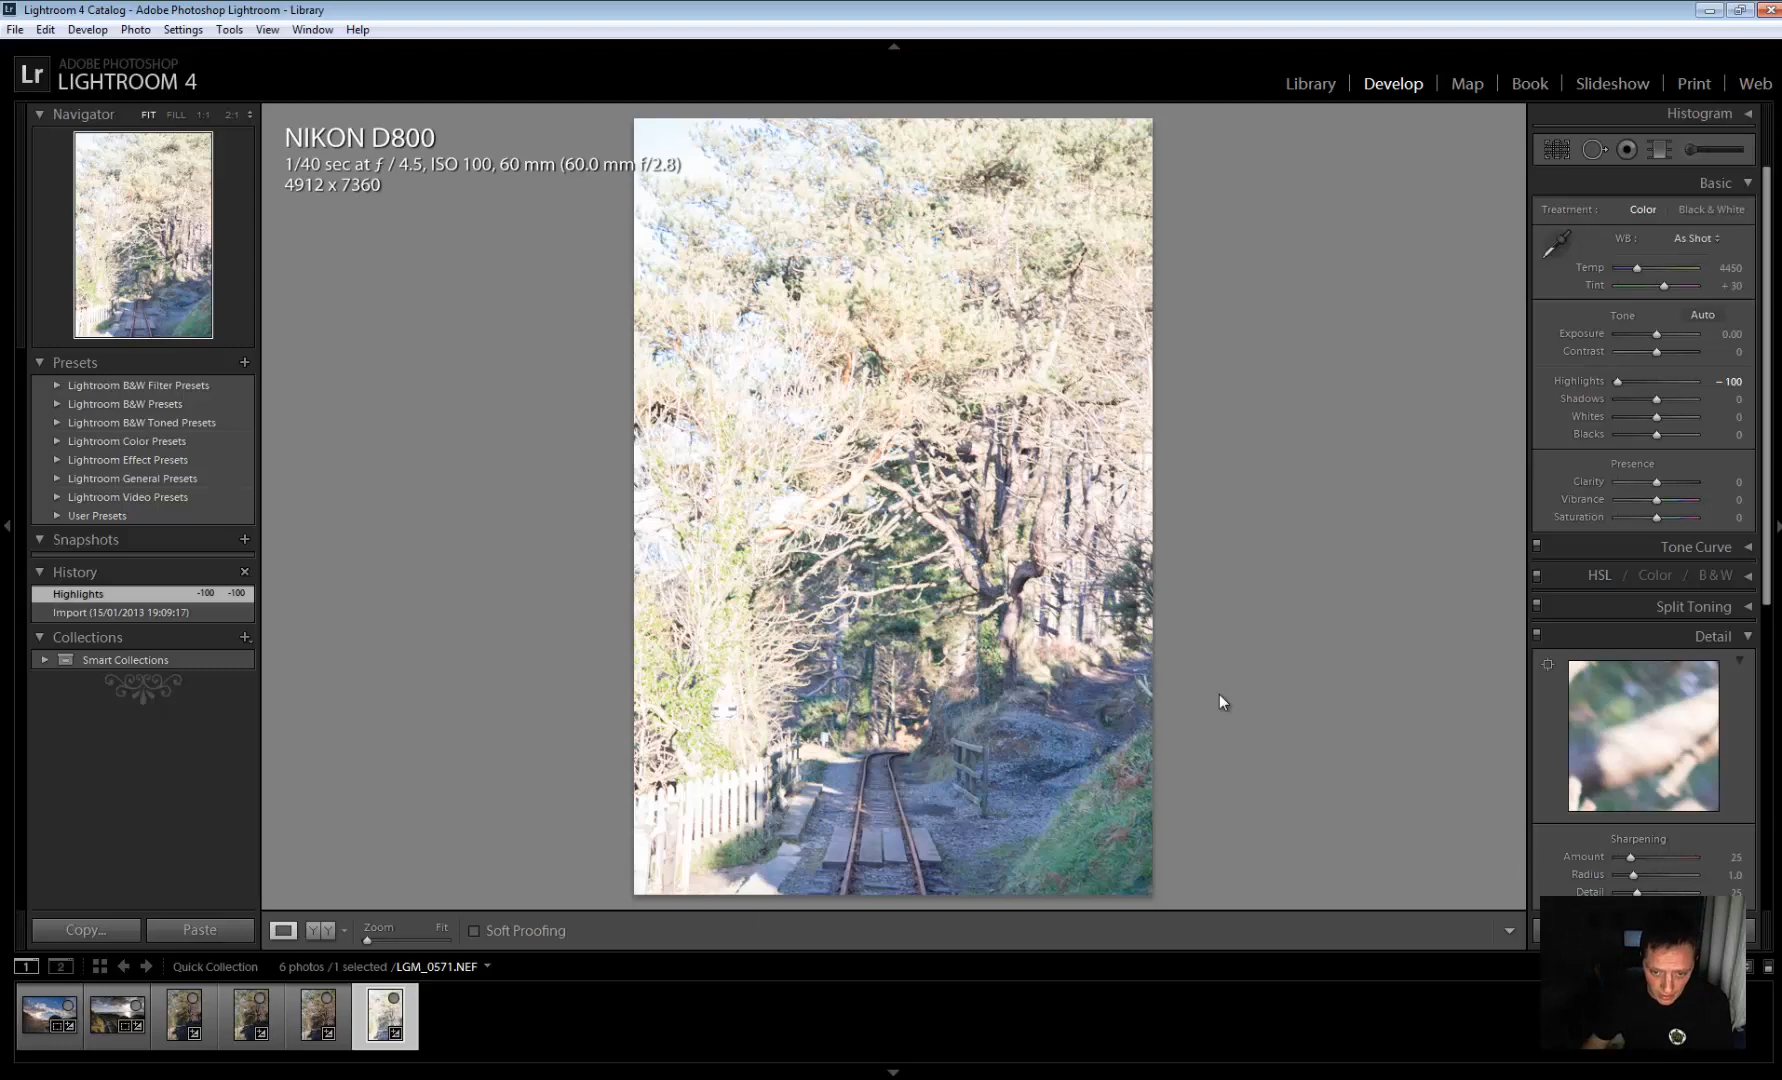 Lightroom 4 Catalog - Adobe Photoshop Lightroom - Library
File Edit Develop Photo Settings Tools View Window Help
Lr ADOBE PHOTOSHOP
LIGHTROOM 4
Library Develop Map Book Slideshow Print Web
Navigator FIT FILL 1:1 2:1
NIKON D800
1/40 sec at ƒ / 4.5, ISO 100, 60 mm (60.0 mm f/2.8)
4912 x 7360
Presets +
Lightroom B&W Filter Presets
Lightroom B&W Presets
Lightroom B&W Toned Presets
Lightroom Color Presets
Lightroom Effect Presets
Lightroom General Presets
Lightroom Video Presets
User Presets
Snapshots +
History
Highlights -100 -100
Import (15/01/2013 19:09:17)
Collections +
Smart Collections
Copy... Paste
Histogram
Basic
Treatment : Color Black & White
WB : As Shot
Temp 4450
Tint + 30
Tone Auto
Exposure 0.00
Contrast 0
Highlights – 100
Shadows 0
Whites 0
Blacks 0
Presence
Clarity 0
Vibrance 0
Saturation 0
Tone Curve
HSL / Color / B & W
Split Toning
Detail
Sharpening
Amount 25
Radius 1.0
Detail 25
YY Zoom Fit Soft Proofing
1 2 Quick Collection 6 photos /1 selected /LGM_0571.NEF